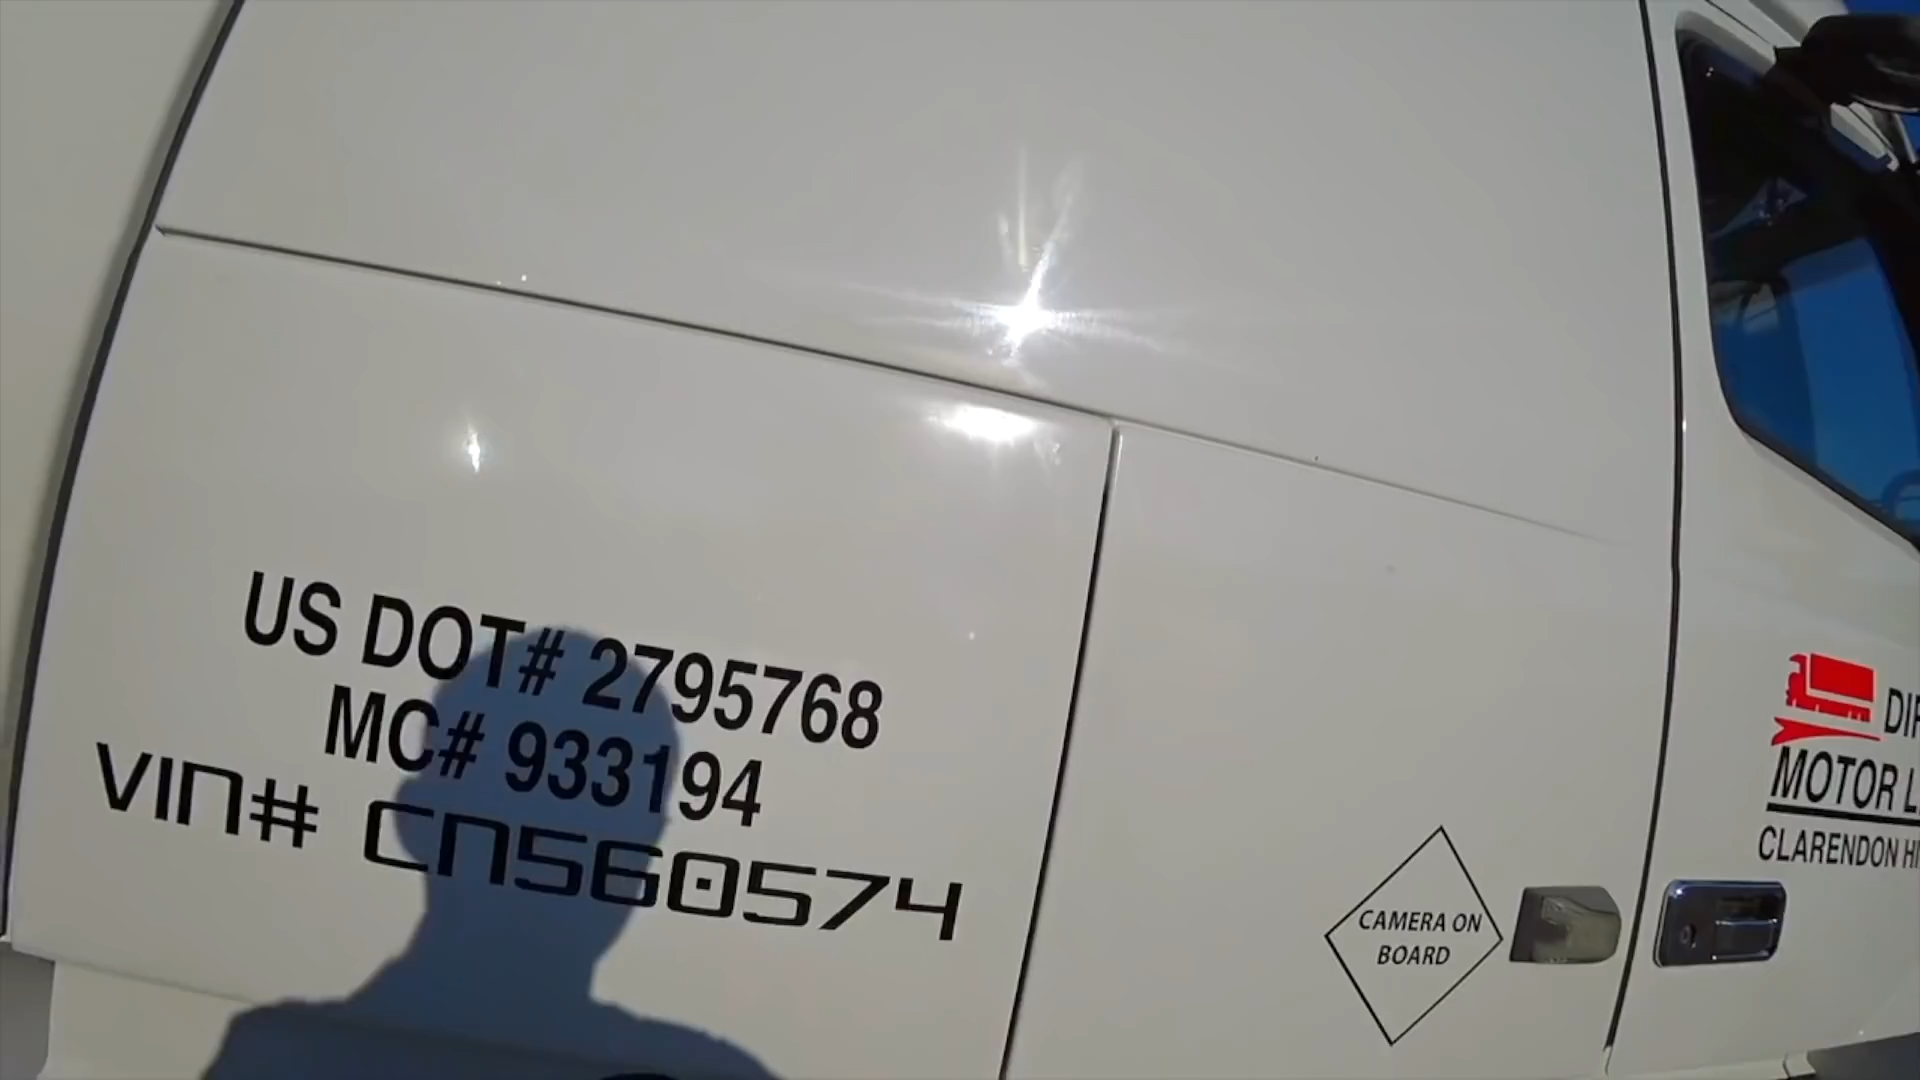 US DOT# 2795768
MC# 933194
VIN# CN560574
CAMERA ON
BOARD
MOTOR
CLARENDON